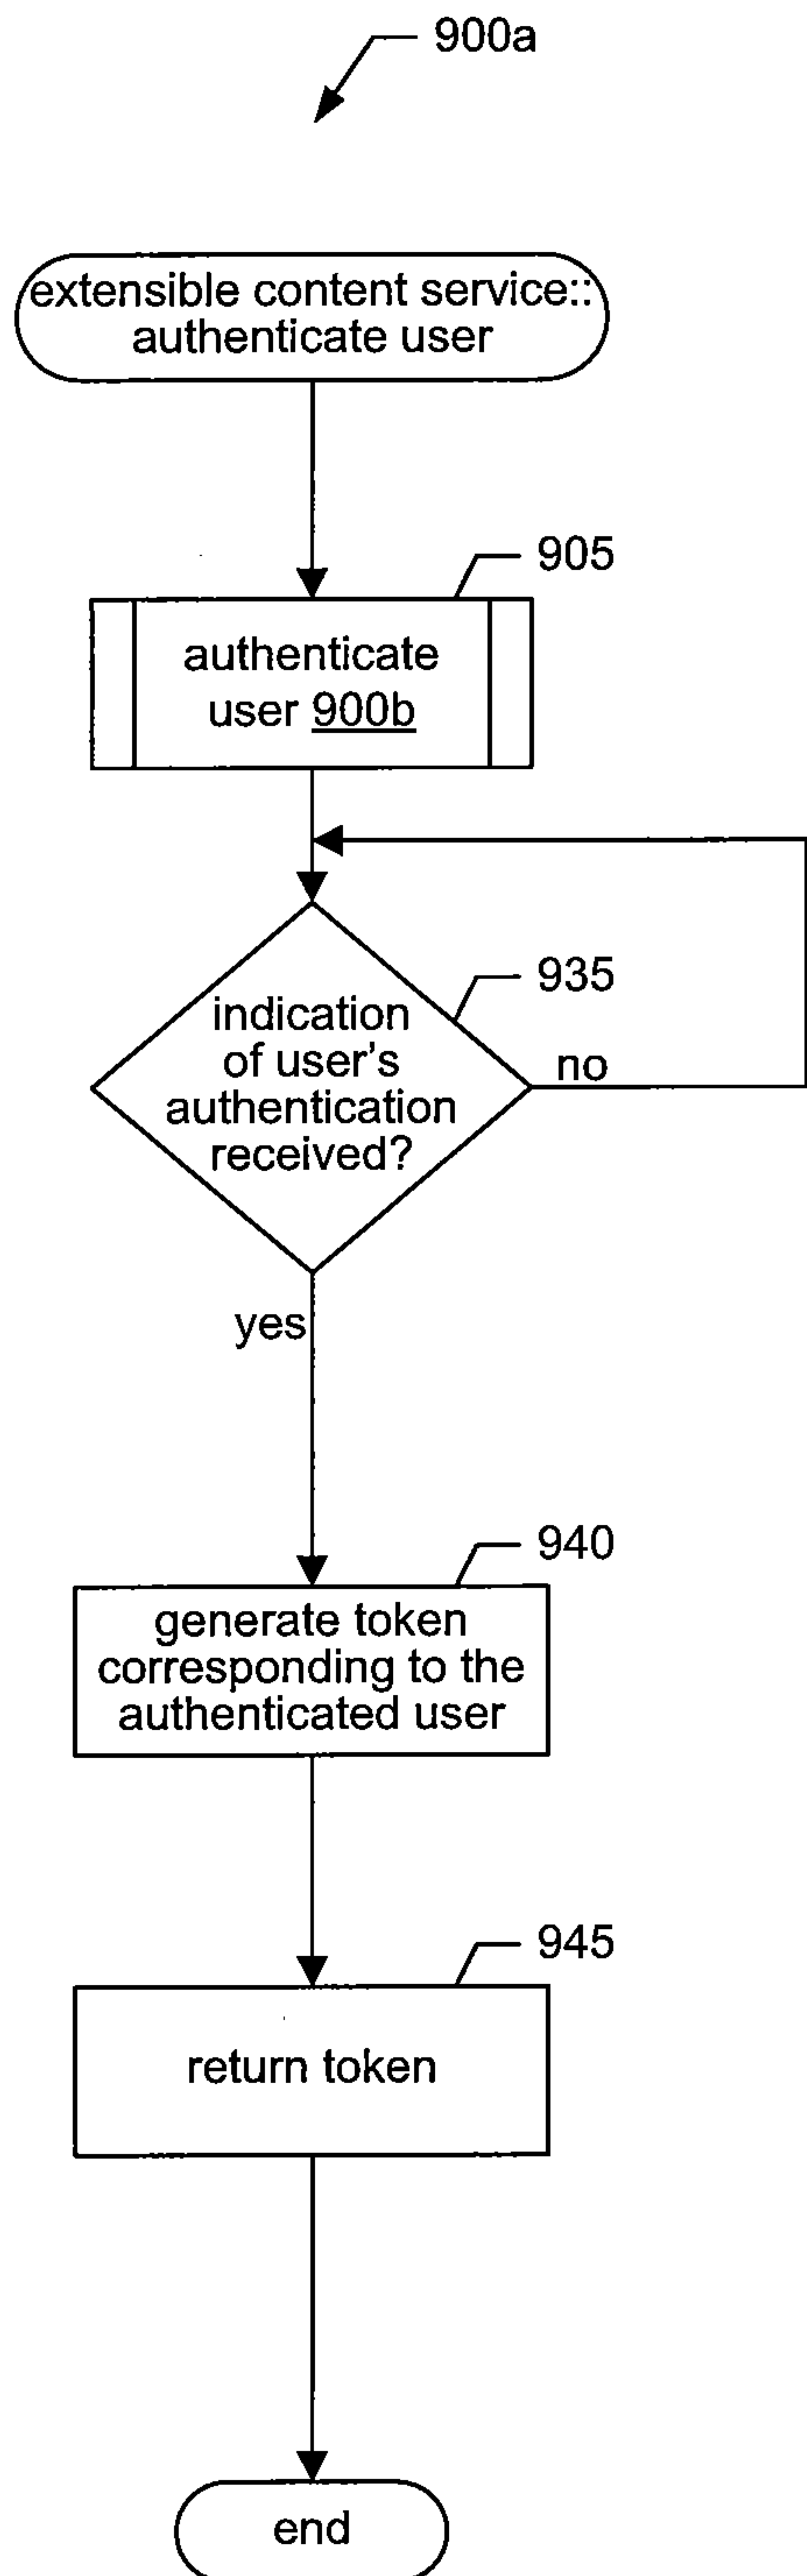 900a
extensible content service::
authenticate user
905
authenticate
user 900b
935
indication
of user's
authentication
received?
no
yes
940
generate token
corresponding to the
authenticated user
945
return token
end